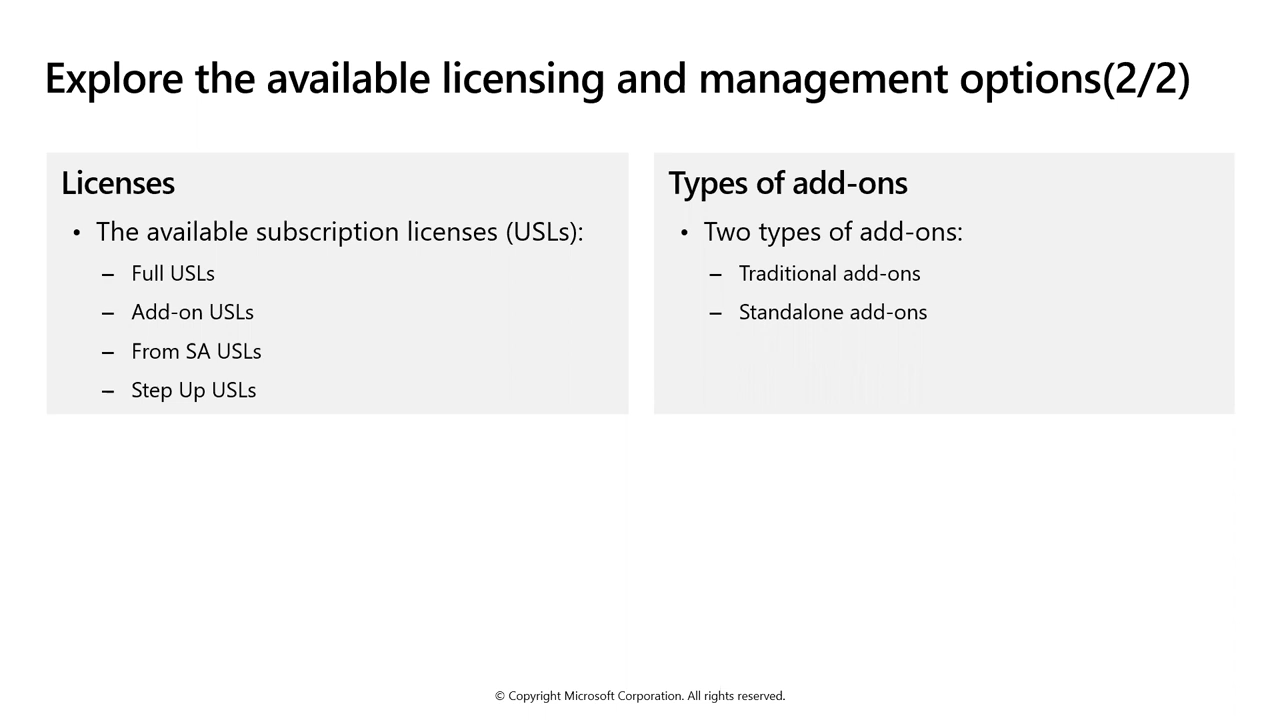 Explore the available licensing and management options(2/2)
Licenses
• The available subscription licenses (USLs):
– Full USLs
– Add-on USLs
– From SA USLs
– Step Up USLs
Types of add-ons
• Two types of add-ons:
– Traditional add-ons
– Standalone add-ons
© Copyright Microsoft Corporation. All rights reserved.